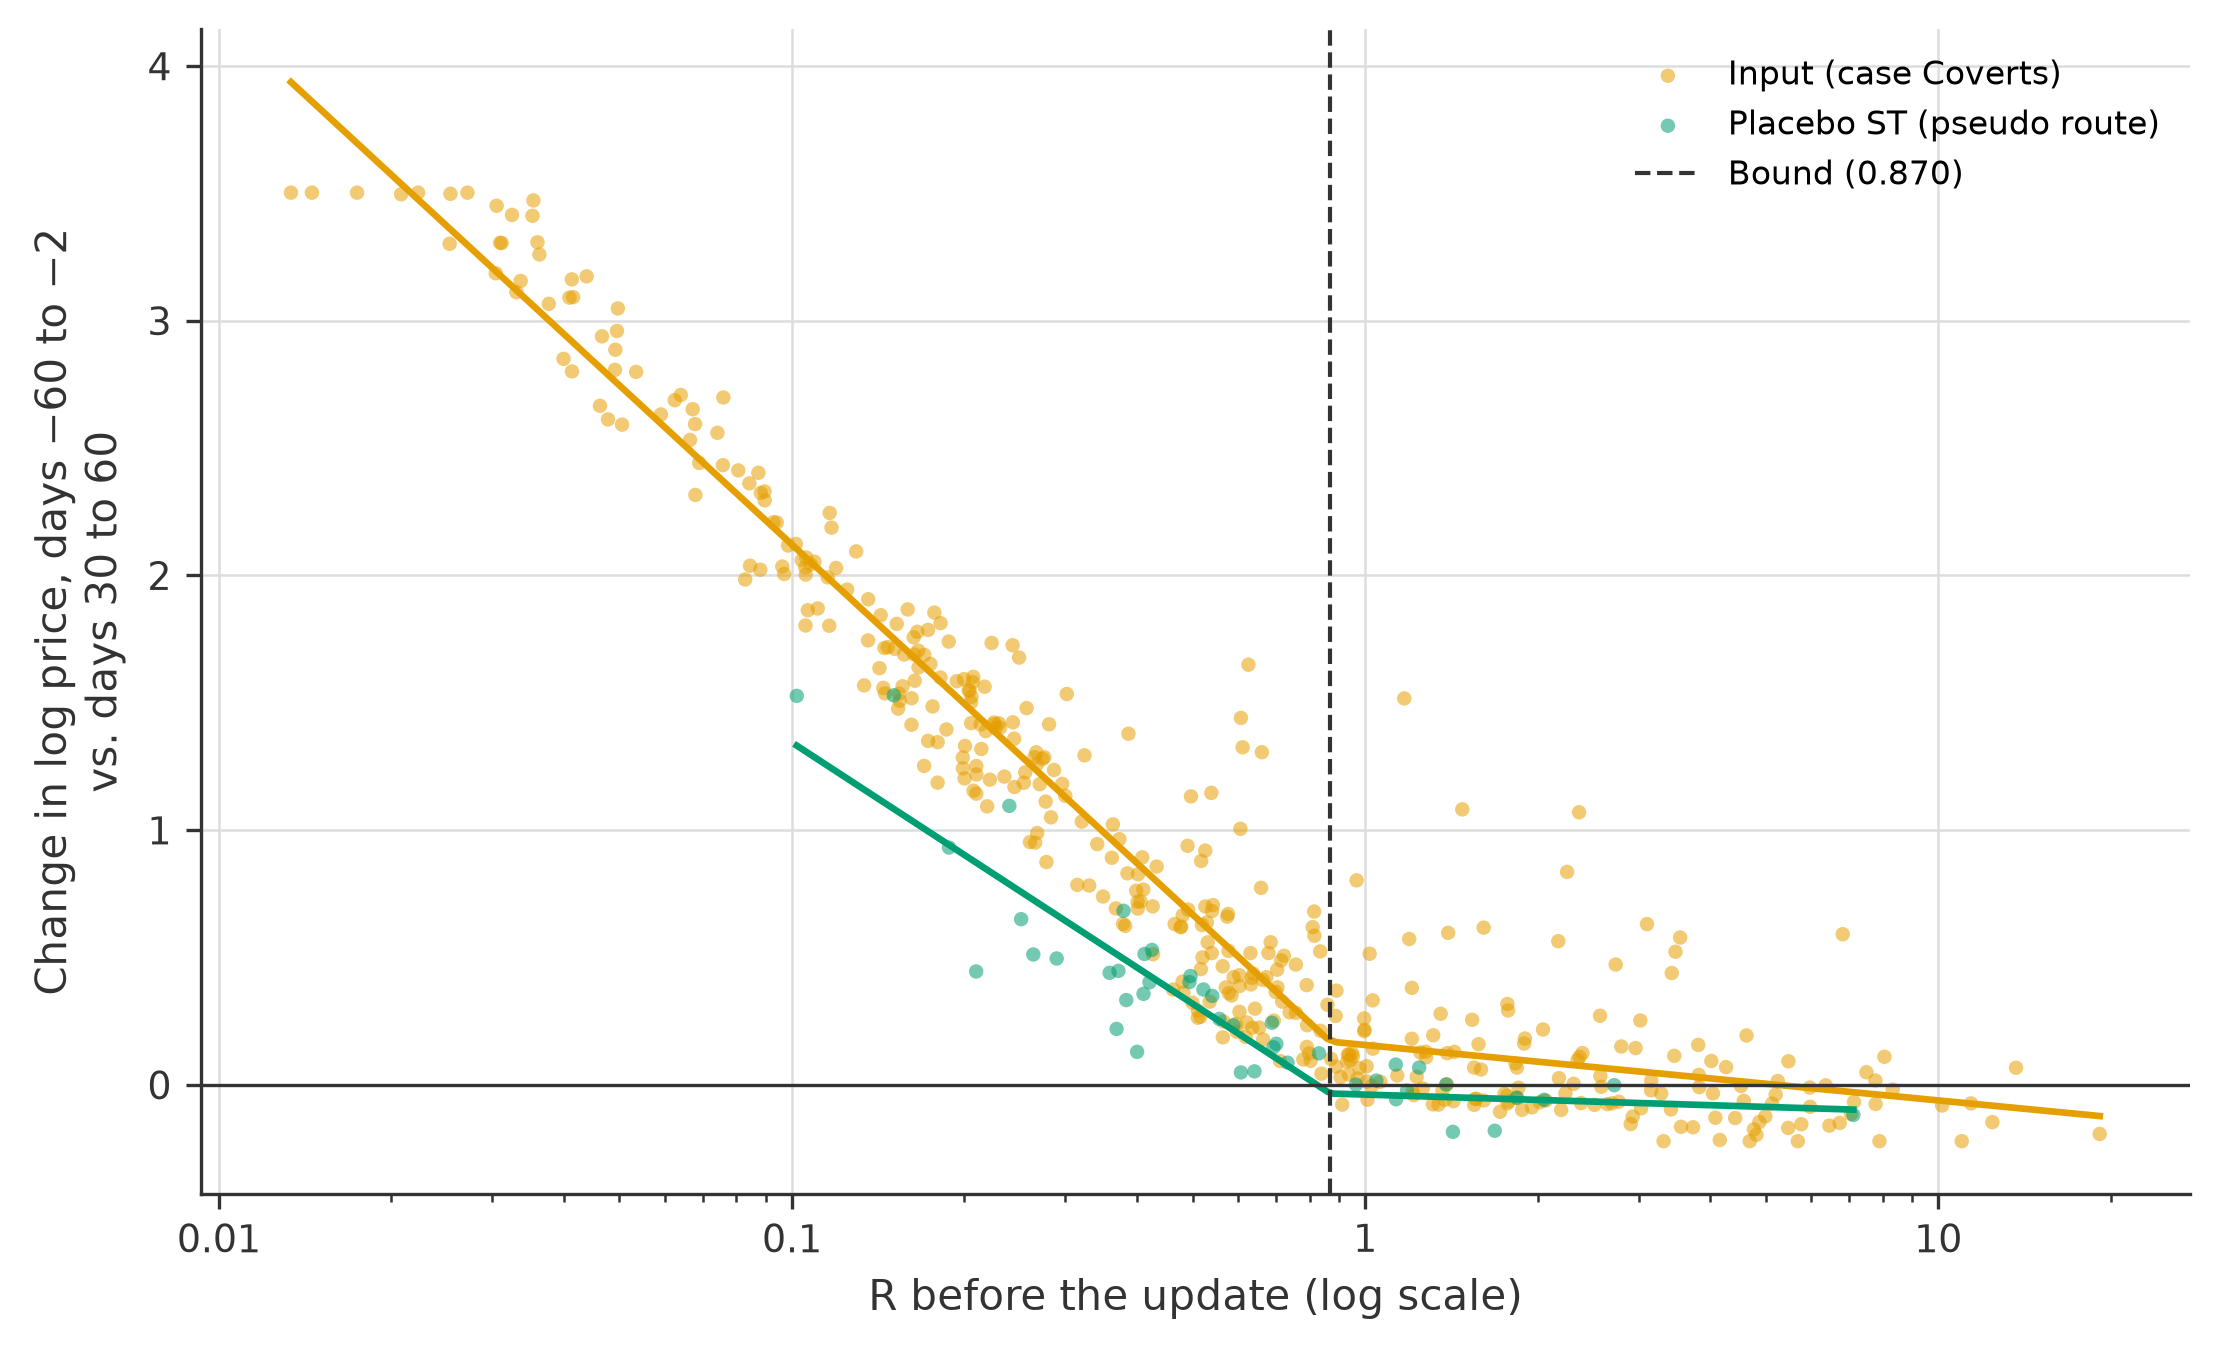 Input (case Coverts)
Placebo ST (pseudo route)
Bound (0.870)
4
3
2
1
0
Change in log price, days −60 to −2
vs. days 30 to 60
0.01
0.1
1
10
R before the update (log scale)